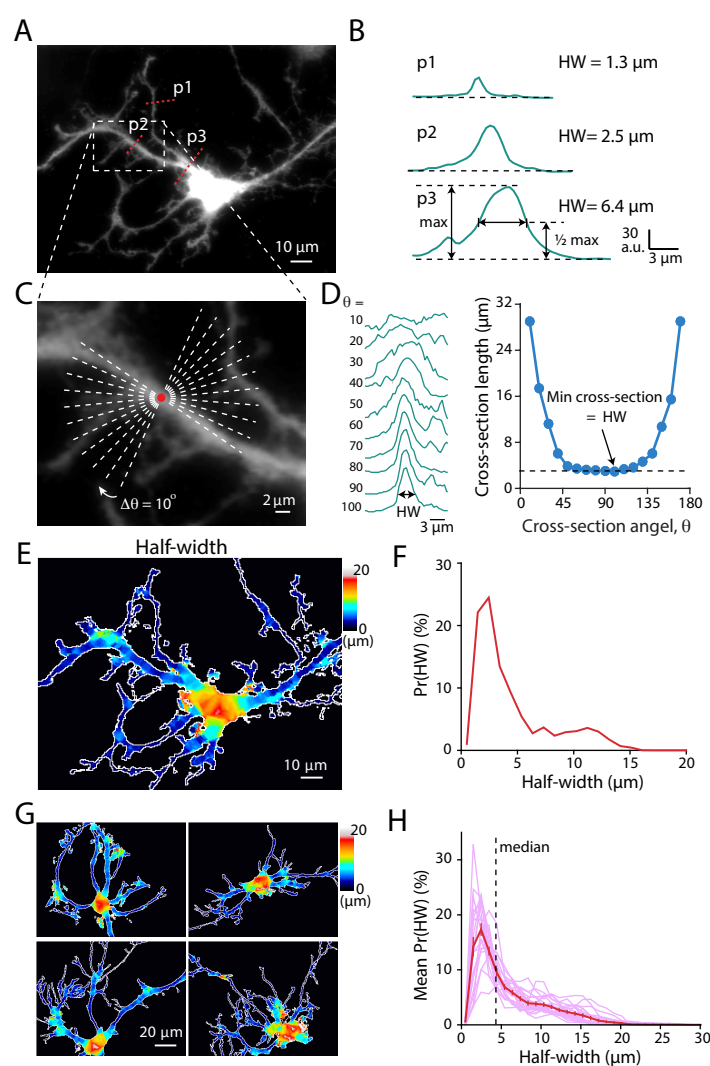 A
p1
p2
p3
10 μm
B
p1
HW = 1.3 μm
p2
HW = 2.5 μm
p3
HW= 6.4 μm
max
½ max
30
a.u.
3 μm
C
Δθ = 10°
2 μm
D
θ =
10
20
30
40
50
60
70
80
90
100
HW
3 μm
Cross-section length (μm)
32
24
16
8
0
Min cross-section
= HW
0 45 90 135 180
Cross-section angel, θ
E
Half-width
20
0
(μm)
10 μm
F
Pr(HW) (%)
30
20
10
0
0 5 10 15 20
Half-width (μm)
G
20
0
(μm)
20 μm
H
Mean Pr(HW) (%)
40
30
20
10
0
median
0 5 10 15 20 25 30
Half-width (μm)